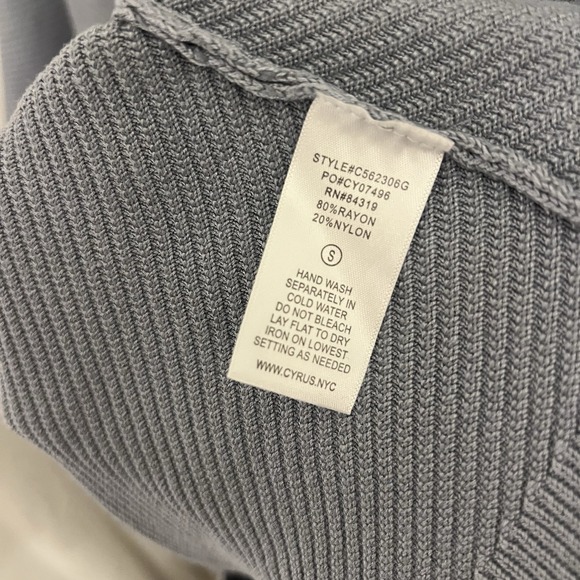 STYLE#C562306G
PO#CY07496
RN#84319
80%RAYON
20%NYLON
S
HAND WASH
SEPARATELY IN
COLD WATER
DO NOT BLEACH
LAY FLAT TO DRY
IRON ON LOWEST
SETTING AS NEEDED
WWW.CYRUS.NYC